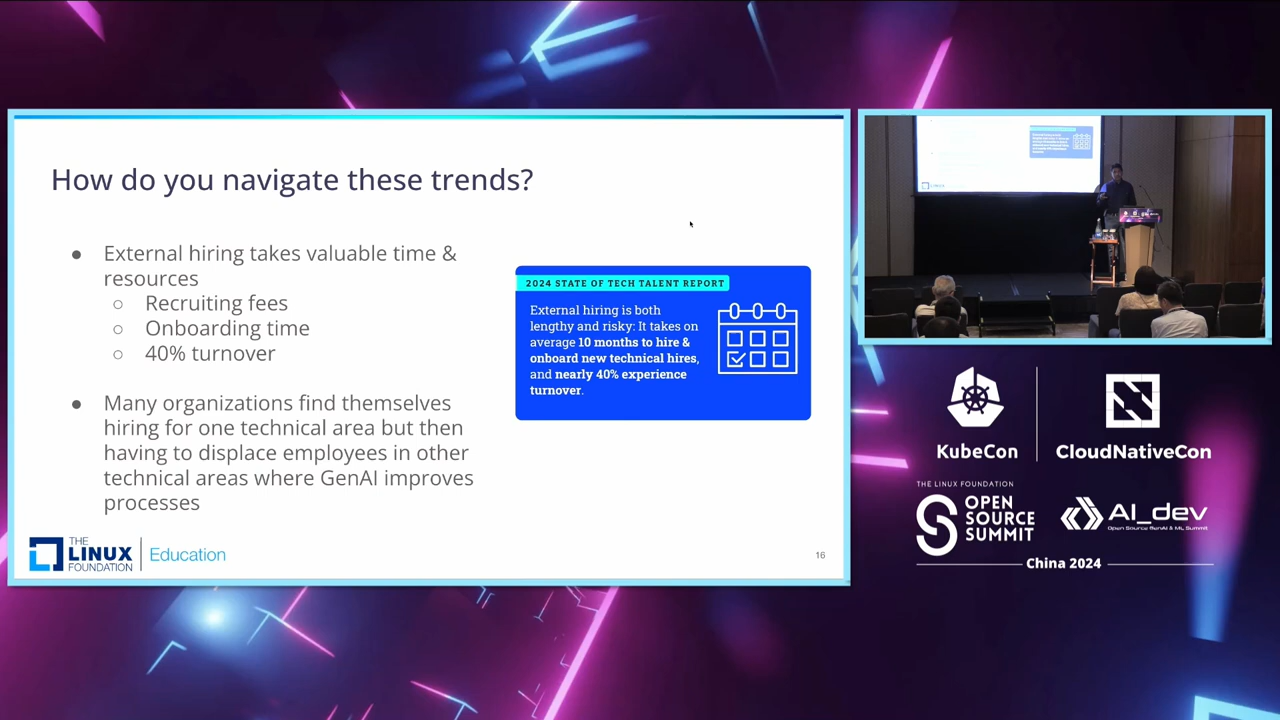 How do you navigate these trends?
● External hiring takes valuable time &
resources
○ Recruiting fees
○ Onboarding time
○ 40% turnover
● Many organizations find themselves
hiring for one technical area but then
having to displace employees in other
technical areas where GenAI improves
processes
2024 STATE OF TECH TALENT REPORT
External hiring is both
lengthy and risky: It takes on
average 10 months to hire &
onboard new technical hires,
and nearly 40% experience
turnover.
THE
LINUX
FOUNDATION
Education
16
KubeCon
CloudNativeCon
THE LINUX FOUNDATION
OPEN
SOURCE
SUMMIT
AI_dev
Open Source GenAI & ML Summit
China 2024